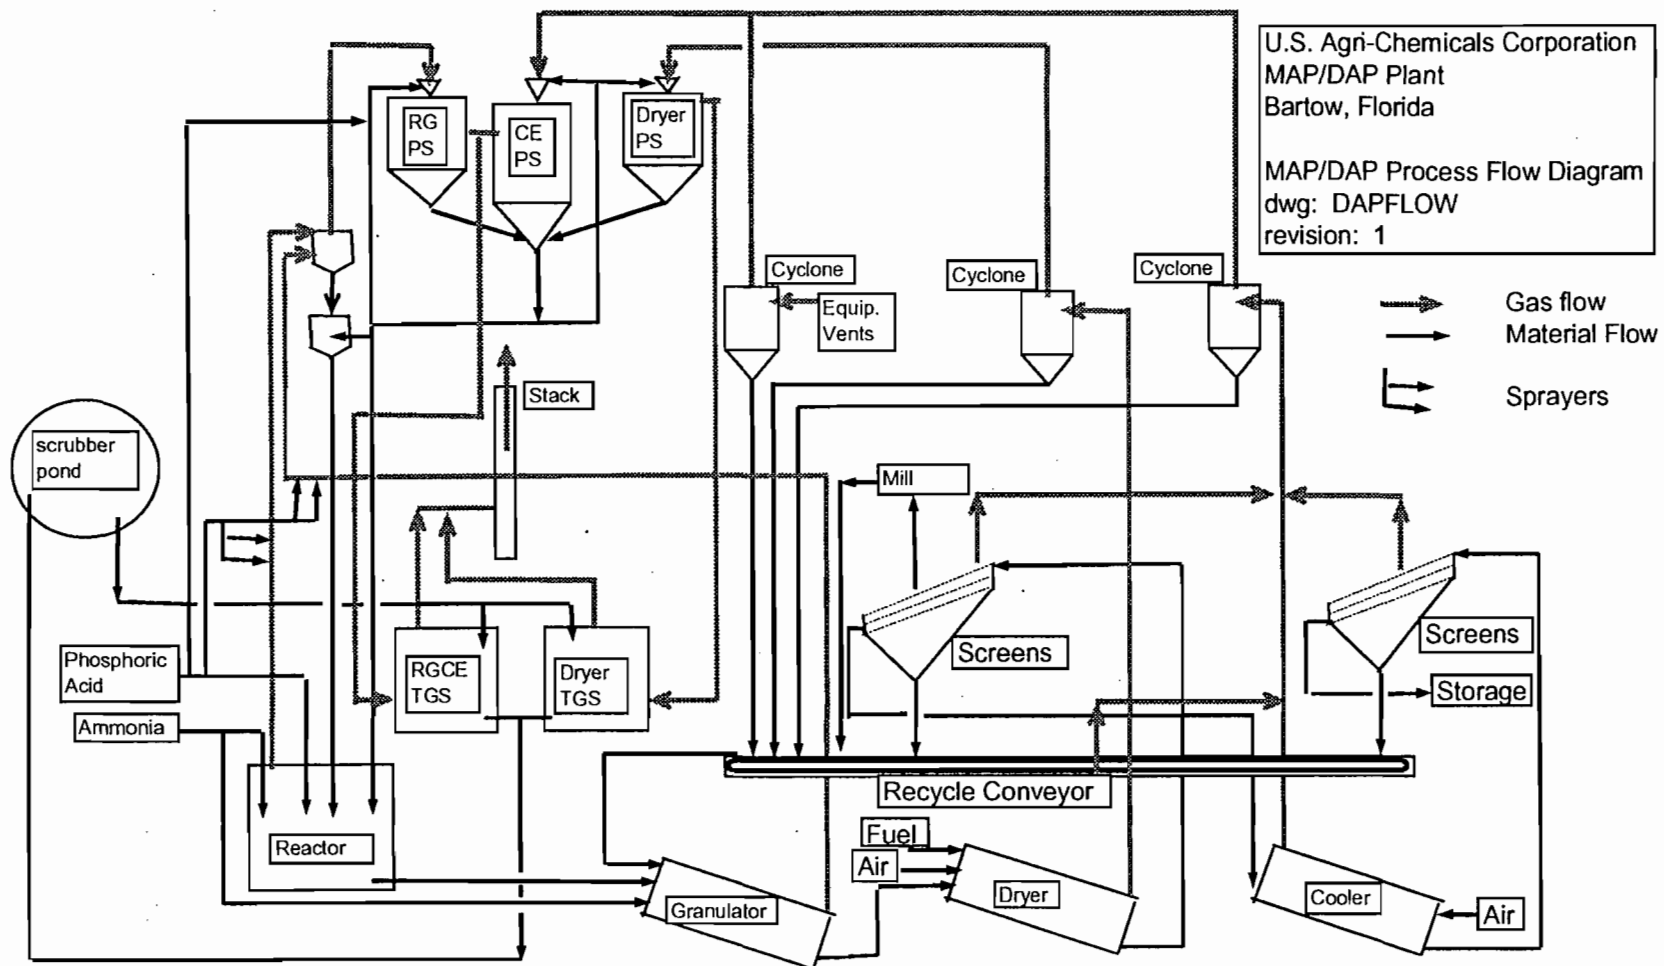 U.S. Agri-Chemicals Corporation
MAP/DAP Plant
Bartow, Florida
MAP/DAP Process Flow Diagram
dwg: DAPFLOW
revision: 1
Gas flow
Material Flow
Sprayers
RG
PS
CE
PS
Dryer
PS
Cyclone
Equip.
Vents
Cyclone
Cyclone
Stack
scrubber
pond
Mill
Screens
Screens
Storage
Phosphoric
Acid
Ammonia
RGCE
TGS
Dryer
TGS
Recycle Conveyor
Reactor
Fuel
Air
Granulator
Dryer
Cooler
Air